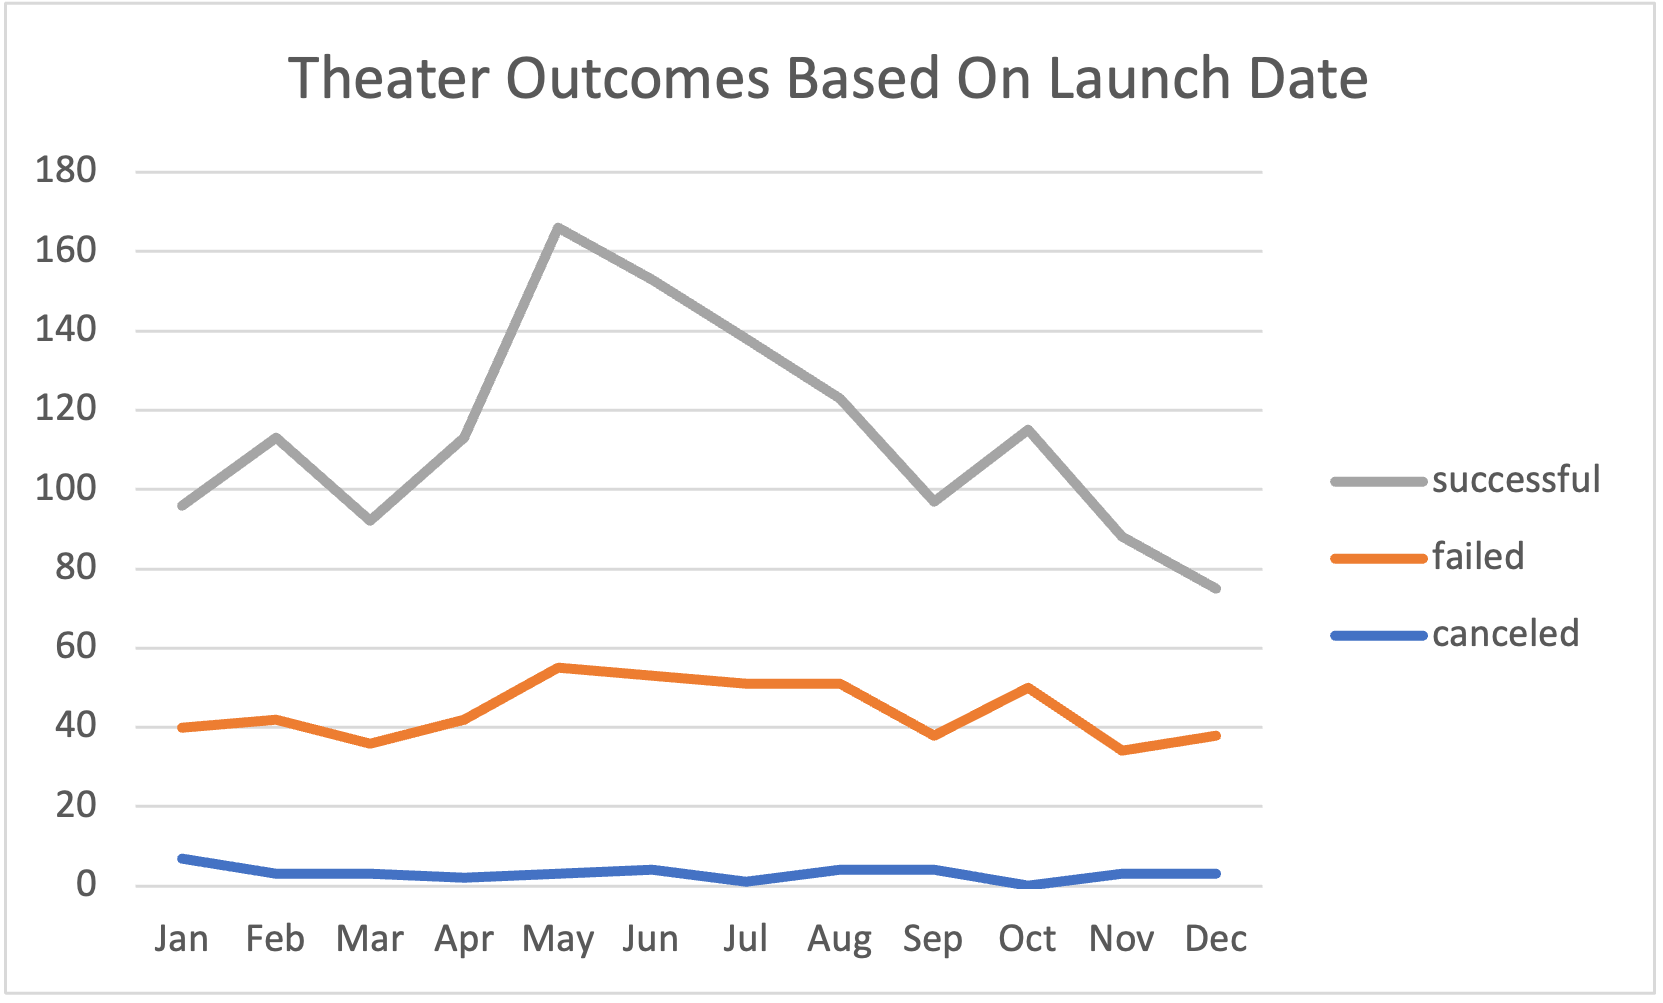 Theater Outcomes Based On Launch Date
180
160
140
120
100
80
60
40
20
0
Jan Feb Mar Apr May Jun Jul Aug Sep Oct Nov Dec
successful
failed
canceled